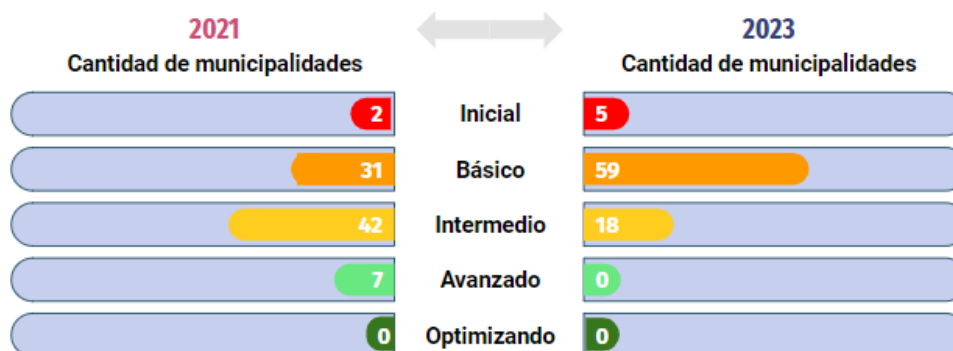 2021 2023
Cantidad de municipalidades Cantidad de municipalidades
2 Inicial 5
31 Básico 59
42 Intermedio 18
7 Avanzado 0
0 Optimizando 0